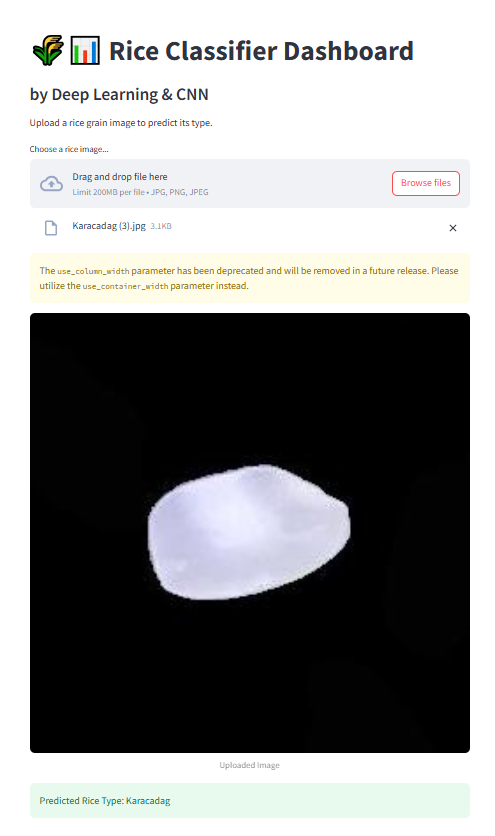 Rice Classifier Dashboard
by Deep Learning & CNN
Upload a rice grain image to predict its type.
Choose a rice image...
Drag and drop file here
Limit 200MB per file • JPG, PNG, JPEG
Browse files
Karacadag (3).jpg 3.1KB
The use_column_width parameter has been deprecated and will be removed in a future release. Please
utilize the use_container_width parameter instead.
Uploaded Image
Predicted Rice Type: Karacadag